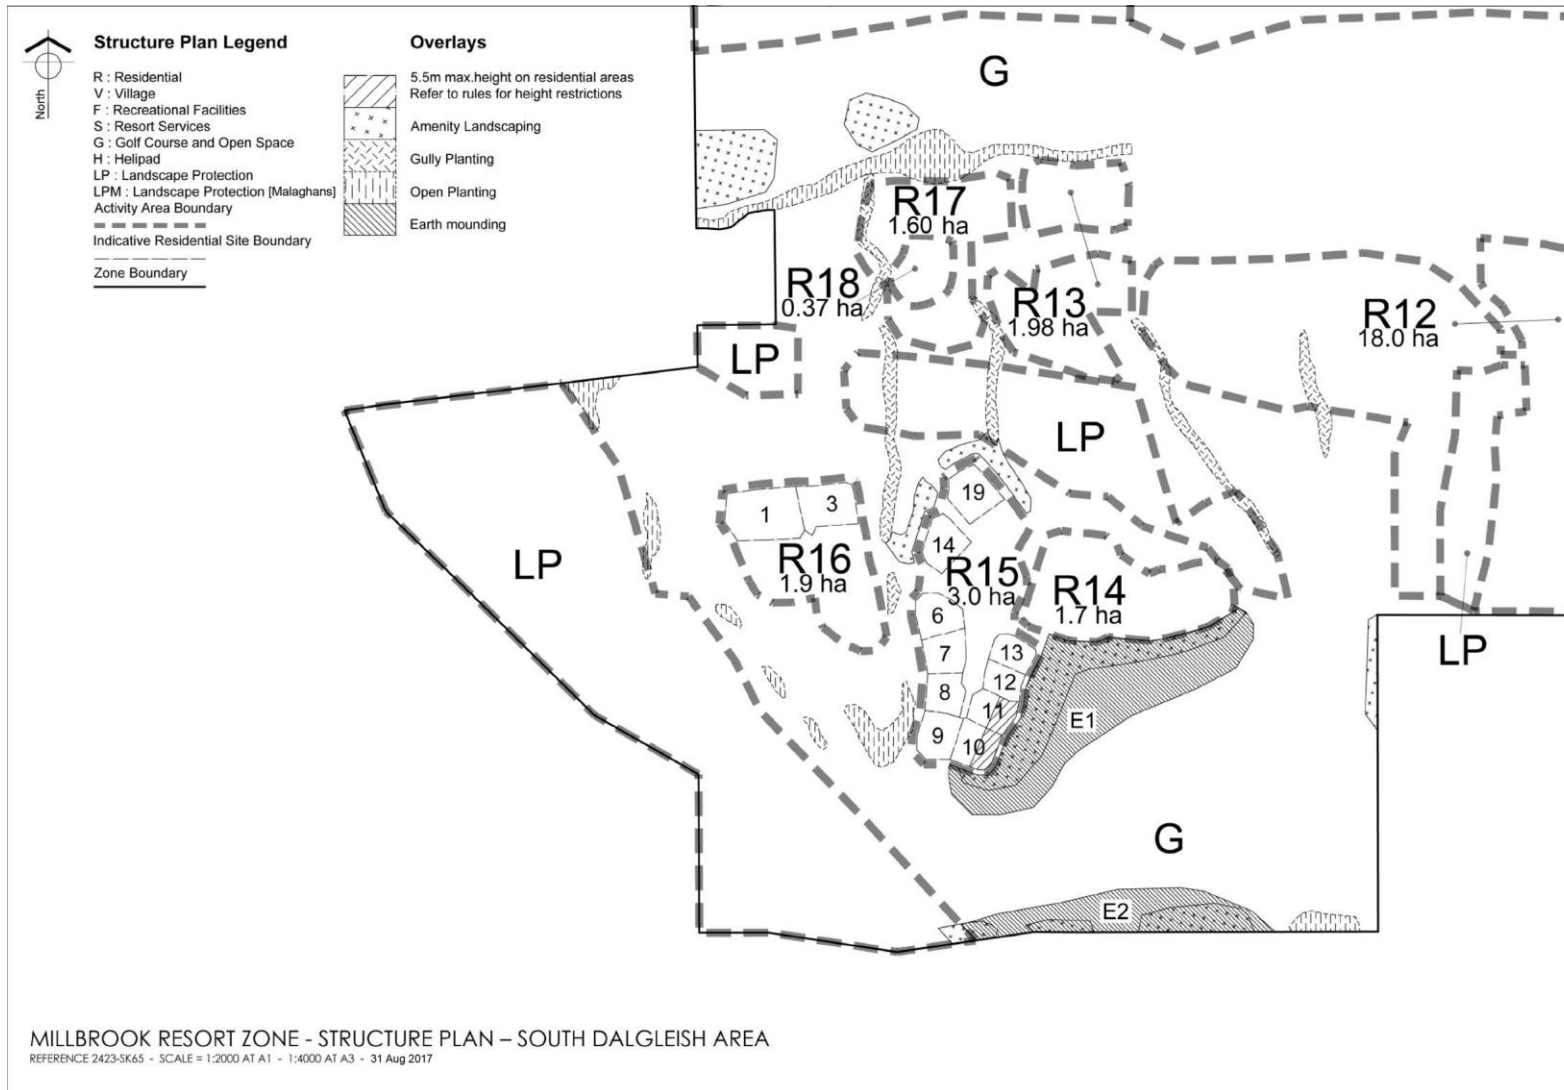 Structure Plan Legend
R : Residential
V : Village
F : Recreational Facilities
S : Resort Services
G : Golf Course and Open Space
H : Helipad
LP : Landscape Protection
LPM : Landscape Protection [Malaghans]
Activity Area Boundary
Indicative Residential Site Boundary
Zone Boundary
North
Overlays
5.5m max.height on residential areas
Refer to rules for height restrictions
Amenity Landscaping
Gully Planting
Open Planting
Earth mounding
G
R17
1.60 ha
R18
0.37 ha
R13
1.98 ha
R12
18.0 ha
LP
LP
LP
1
3
R16
1.9 ha
19
14
R15
3.0 ha
R14
1.7 ha
6
7
8
9
13
12
11
10
LP
E1
G
E2
MILLBROOK RESORT ZONE - STRUCTURE PLAN – SOUTH DALGLEISH AREA
REFERENCE 2423-SK65 - SCALE = 1:2000 AT A1 - 1:4000 AT A3 - 31 Aug 2017